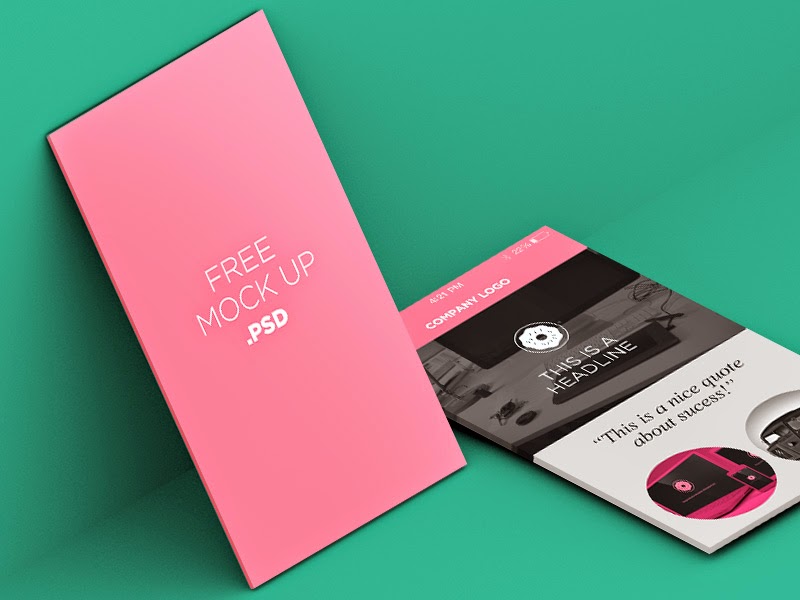 FREE
MOCK UP
.PSD
4:21 PM
22%
COMPANY LOGO
THIS IS A
HEADLINE
“This is a nice quote
about sucess!”